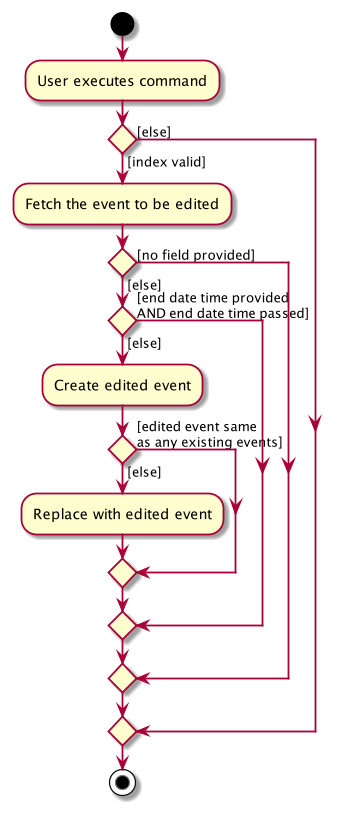 User executes command
[else]
[index valid]
Fetch the event to be edited
[no field provided]
[else]
[end date time provided
AND end date time passed]
[else]
Create edited event
[edited event same
as any existing events]
[else]
Replace with edited event